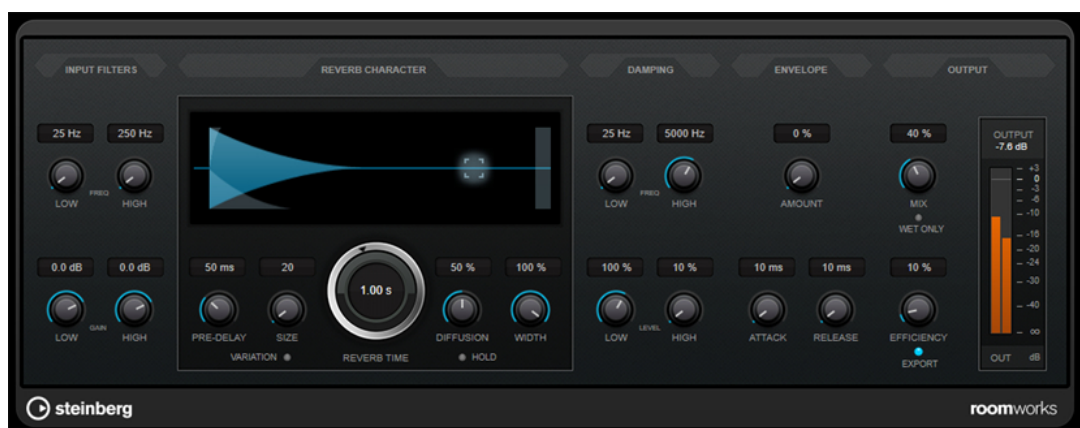 INPUT FILTERS
REVERB CHARACTER
DAMPING
ENVELOPE
OUTPUT
25 Hz 250 Hz
LOW FREQ HIGH
0.0 dB 0.0 dB
LOW GAIN HIGH
50 ms 20
PRE-DELAY SIZE
VARIATION
1.00 s
REVERB TIME
50 % 100 %
DIFFUSION WIDTH
HOLD
25 Hz 5000 Hz
LOW FREQ HIGH
100 % 10 %
LOW LEVEL HIGH
0 %
AMOUNT
10 ms 10 ms
ATTACK RELEASE
40 %
MIX
WET ONLY
10 %
EFFICIENCY
EXPORT
OUTPUT
-7.6 dB
+3
0
-3
-6
-10
-16
-20
-24
-30
-40
∞
OUT dB
steinberg
roomworks